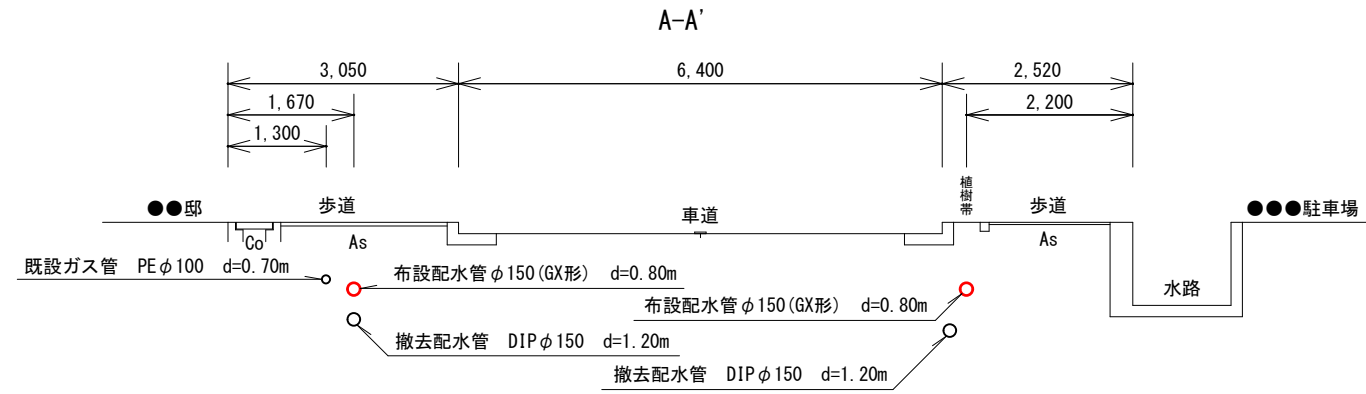 A-A'
3,050
6,400
2,520
1,670
2,200
1,300
●●邸
歩道
車道
植樹帯
歩道
●●●駐車場
Co
As
As
既設ガス管 PEφ100 d=0.70m
布設配水管φ150(GX形) d=0.80m
水路
布設配水管φ150(GX形) d=0.80m
撤去配水管 DIPφ150 d=1.20m
撤去配水管 DIPφ150 d=1.20m